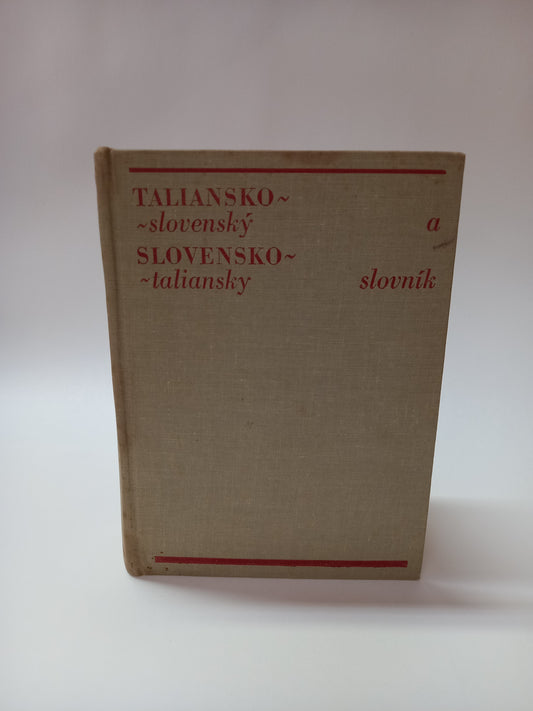 TALIANSKO~
~slovenský a
SLOVENSKO~
~taliansky slovník